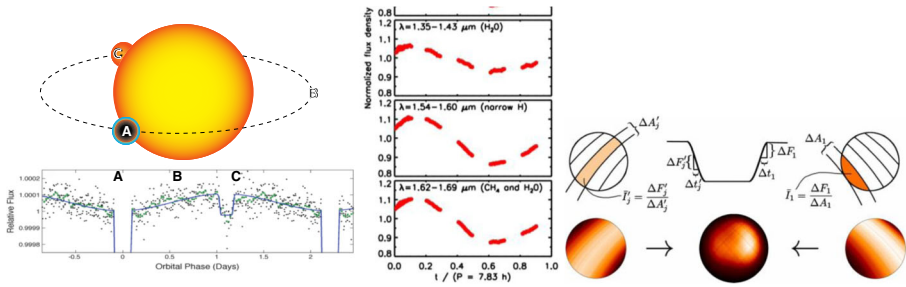 C
B
A
A
B
C
1.0002
1.0001
1
0.9999
0.9998
-0.5
0
0.5
1
1.5
2
Relative Flux
Orbital Phase (Days)
Normalized flux density
0.8
1.2
λ=1.35-1.43 μm (H₂O)
1.1
1.0
0.9
0.8
1.2
λ=1.54-1.60 μm (narrow H)
1.1
1.0
0.9
0.8
1.2
λ=1.62-1.69 μm (CH₄ and H₂O)
1.1
1.0
0.9
0.8
0.0 0.2 0.4 0.6 0.8 1.0
t / (P = 7.83 h)
ΔA′ⱼ
Ī′ⱼ = ΔF′ⱼ / ΔA′ⱼ
ΔF′ⱼ
Δt′ⱼ
ΔF₁
Δt₁
ΔA₁
Ī₁ = ΔF₁ / ΔA₁